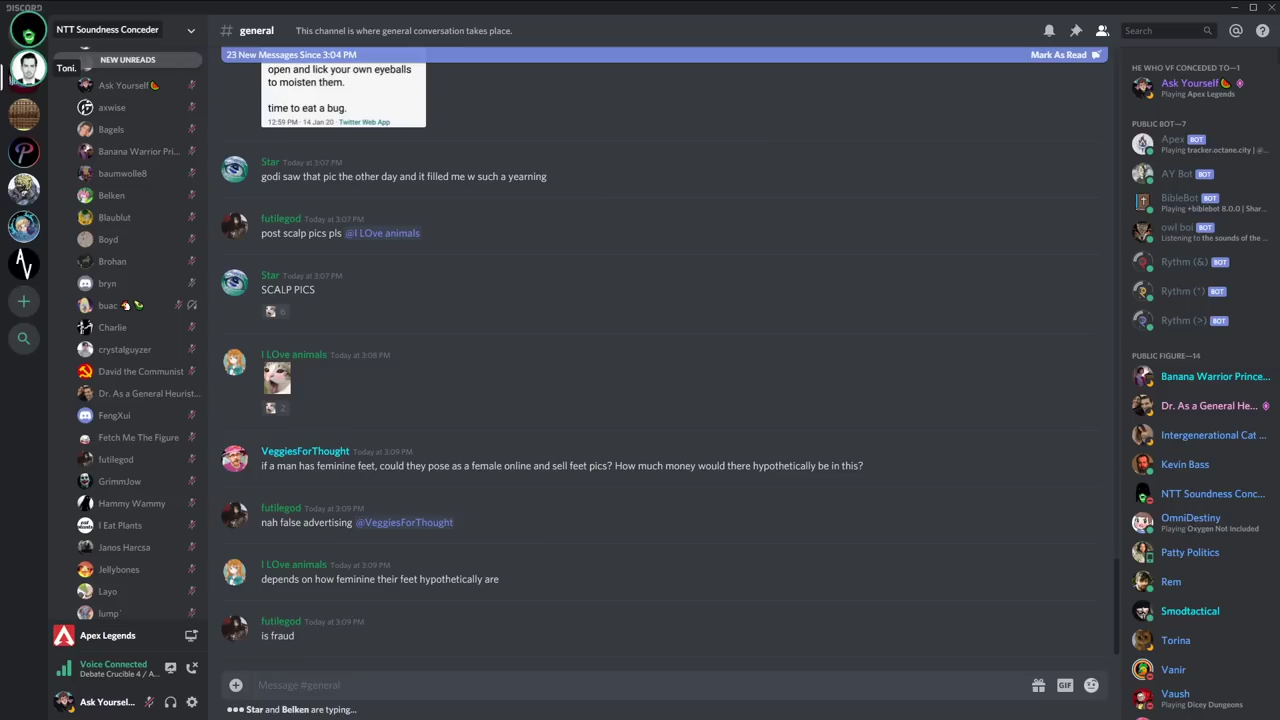 DISCORD
NTT Soundness Conceder
# general
This channel is where general conversation takes place.
Search
Toni.
NEW UNREADS
Ask Yourself
axwise
Bagels
Banana Warrior Pri...
baumwolle8
Belken
Blaublut
Boyd
Brohan
bryn
buac
Charlie
crystalguyzer
David the Communist
Dr. As a General Heurist...
FengXui
Fetch Me The Figure
futilegod
GrimmJow
Hammy Wammy
I Eat Plants
Janos Harcsa
Jellybones
Layo
lump`
Apex Legends
Voice Connected
Debate Crucible 4 / A...
Ask Yoursel...
23 New Messages Since 3:04 PM
Mark As Read
open and lick your own eyeballs
to moisten them.
time to eat a bug.
12:59 PM · 14 Jan 20 · Twitter Web App
Star Today at 3:07 PM
godi saw that pic the other day and it filled me w such a yearning
futilegod Today at 3:07 PM
post scalp pics pls @I LOve animals
Star Today at 3:07 PM
SCALP PICS
6
I LOve animals Today at 3:08 PM
2
VeggiesForThought Today at 3:09 PM
if a man has feminine feet, could they pose as a female online and sell feet pics? How much money would there hypothetically be in this?
futilegod Today at 3:09 PM
nah false advertising @VeggiesForThought
I LOve animals Today at 3:09 PM
depends on how feminine their feet hypothetically are
futilegod Today at 3:09 PM
is fraud
Message #general
GIF
Star and Belken are typing...
HE WHO VF CONCEDED TO—1
Ask Yourself
Playing Apex Legends
PUBLIC BOT—7
Apex BOT
Playing tracker.octane.city | @...
AY Bot BOT
BibleBot BOT
Playing +biblebot 8.0.0 | Shar...
owl boi BOT
Listening to the sounds of the ...
Rythm (&) BOT
Rythm (*) BOT
Rythm (>) BOT
PUBLIC FIGURE—14
Banana Warrior Prince...
Dr. As a General He...
Intergenerational Cat ...
Kevin Bass
NTT Soundness Conc...
OmniDestiny
Playing Oxygen Not Included
Patty Politics
Rem
Smodtactical
Torina
Vanir
Vaush
Playing Dicey Dungeons